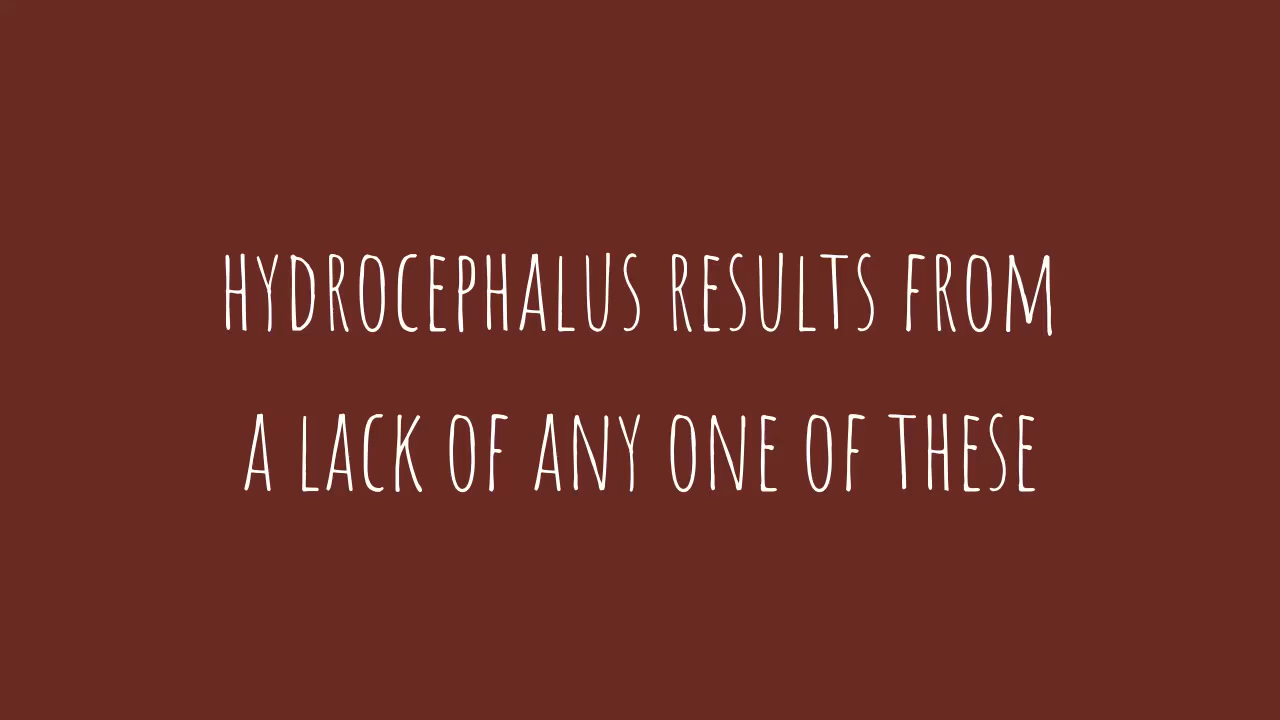 HYDROCEPHALUS RESULTS FROM
A LACK OF ANY ONE OF THESE